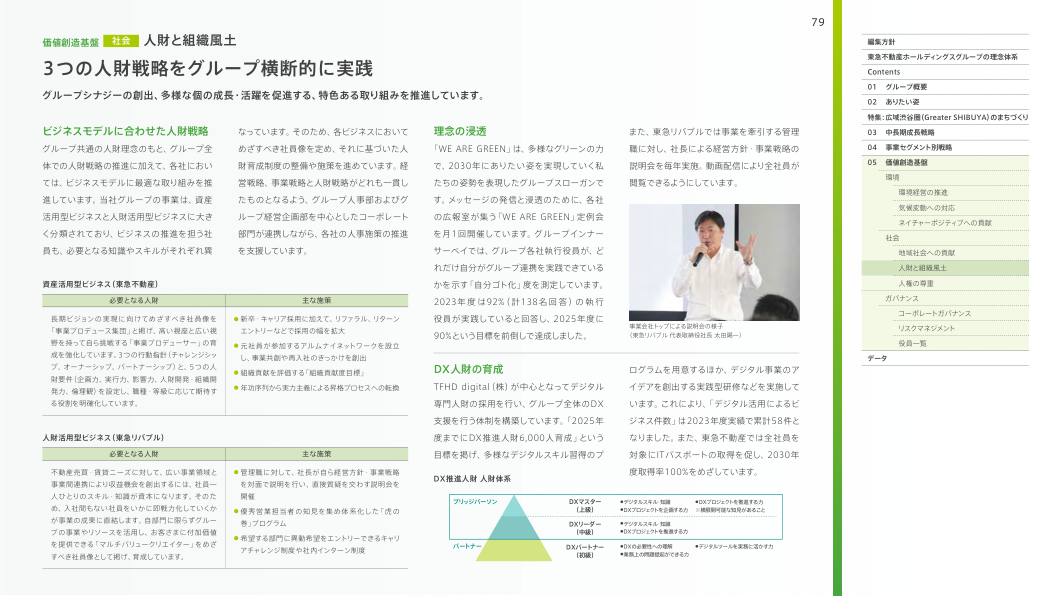 79
価値創造基盤 社会 人財と組織風土
3つの人財戦略をグループ横断的に実践
グループシナジーの創出、多様な個の成長・活躍を促進する、特色ある取り組みを推進しています。
ビジネスモデルに合わせた人財戦略
グループ共通の人財理念のもと、グループ全
体での人財戦略の推進に加えて、各社におい
ては、ビジネスモデルに最適な取り組みを推
進しています。当社グループの事業は、資産
活用型ビジネスと人財活用型ビジネスに大き
く分類されており、ビジネスの推進を担う社
員も、必要となる知識やスキルがそれぞれ異
なっています。そのため、各ビジネスにおいて
めざすべき社員像を定め、それに基づいた人
財育成制度の整備や施策を進めています。経
営戦略、事業戦略と人財戦略がどれも一貫し
たものとなるよう、グループ人事部およびグ
ループ経営企画部を中心としたコーポレート
部門が連携しながら、各社の人事施策の推進
を支援しています。
資産活用型ビジネス（東急不動産）
必要となる人財
主な施策
長期ビジョンの実現に向けてめざすべき社員像を
「事業プロデュース集団」と掲げ、高い視座と広い視
野を持って自ら挑戦する「事業プロデューサー」の育
成を強化しています。3つの行動指針（チャレンジシッ
プ、オーナーシップ、パートナーシップ）と、5つの人
財要件（企画力、実行力、影響力、人財開発・組織開
発力、倫理観）を設定し、職種・等級に応じて期待す
る役割を明確化しています。
●新卒・キャリア採用に加えて、リファラル、リターン
エントリーなどで採用の幅を拡大
●元社員が参加するアルムナイネットワークを設立
し、事業共創や再入社のきっかけを創出
●組織貢献を評価する「組織貢献度目標」
●年功序列から実力主義による昇格プロセスへの転換
人財活用型ビジネス（東急リバブル）
必要となる人財
主な施策
不動産売買・賃貸ニーズに対して、広い事業領域と
事業間連携により収益機会を創出するには、社員一
人ひとりのスキル・知識が資本になります。そのた
め、入社間もない社員をいかに即戦力化していくか
が事業の成果に直結します。自部門に限らずグルー
プの事業やリソースを活用し、お客さまに付加価値
を提供できる「マルチバリュークリエイター」をめざ
すべき社員像として掲げ、育成しています。
●管理職に対して、社長が自ら経営方針・事業戦略
を対面で説明を行い、直接質疑を交わす説明会を
開催
●優秀営業担当者の知見を集め体系化した「虎の
巻」プログラム
●希望する部門に異動希望をエントリーできるキャリ
アチャレンジ制度や社内インターン制度
理念の浸透
「WE ARE GREEN」は、多様なグリーンの力
で、2030年にありたい姿を実現していく私
たちの姿勢を表現したグループスローガンで
す。メッセージの発信と浸透のために、各社
の広報室が集う「WE ARE GREEN」定例会
を月1回開催しています。グループインナー
サーベイでは、グループ各社執行役員が、ど
れだけ自分がグループ連携を実践できている
かを示す「自分ゴト化」度を測定しています。
2023年度は92％（計138名回答）の執行
役員が実践していると回答し、2025年度に
90％という目標を前倒しで達成しました。
また、東急リバブルでは事業を牽引する管理
職に対し、社長による経営方針・事業戦略の
説明会を毎年実施。動画配信により全社員が
閲覧できるようにしています。
事業会社トップによる説明会の様子
（東急リバブル 代表取締役社長 太田陽一）
DX人財の育成
TFHD digital（株）が中心となってデジタル
専門人財の採用を行い、グループ全体のDX
支援を行う体制を構築しています。「2025年
度までにDX推進人財6,000人育成」という
目標を掲げ、多様なデジタルスキル習得のプ
ログラムを用意するほか、デジタル事業のア
イデアを創出する実践型研修などを実施して
います。これにより、「デジタル活用によるビ
ジネス件数」は2023年度実績で累計58件と
なりました。また、東急不動産では全社員を
対象にITパスポートの取得を促し、2030年
度取得率100％をめざしています。
DX推進人財 人財体系
ブリッジパーソン
DXマスター
（上級）
●デジタルスキル・知識
●DXプロジェクトを企画する力
●DXプロジェクトを推進する力
※横展開可能な知見があること
DXリーダー
（中級）
●デジタルスキル・知識
●DXプロジェクトを推進する力
パートナー
DXパートナー
（初級）
●DXの必要性への理解
●業務上の問題提起ができる力
●デジタルツールを実務に活かす力
編集方針
東急不動産ホールディングスグループの理念体系
Contents
01 グループ概要
02 ありたい姿
特集：広域渋谷圏（Greater SHIBUYA）のまちづくり
03 中長期成長戦略
04 事業セグメント別戦略
05 価値創造基盤
環境
環境経営の推進
気候変動への対応
ネイチャーポジティブへの貢献
社会
地域社会への貢献
人財と組織風土
人権の尊重
ガバナンス
コーポレートガバナンス
リスクマネジメント
役員一覧
データ